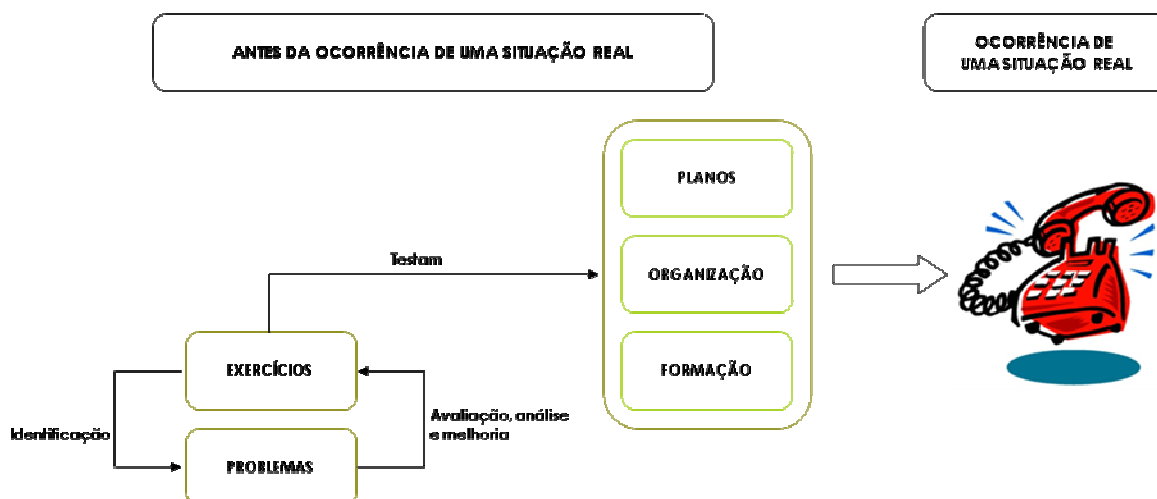 ANTES DA OCORRÊNCIA DE UMA SITUAÇÃO REAL
OCORRÊNCIA DE
UMA SITUAÇÃO REAL
PLANOS
Testam
ORGANIZAÇÃO
EXERCÍCIOS
FORMAÇÃO
Identificação
Avaliação, análise
e melhoria
PROBLEMAS